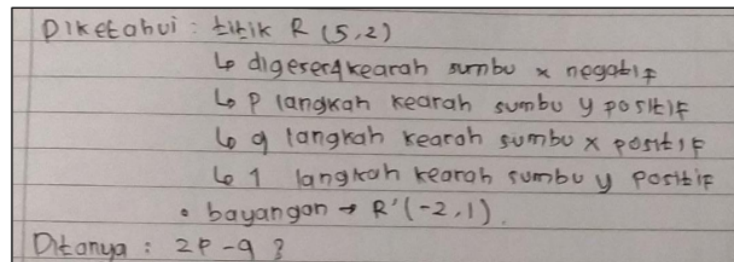 Diketahui : titik R (5,2)
↳ digeser 4 kearah sumbu x negatif
↳ p langkah kearah sumbu y positif
↳ q langkah kearah sumbu x positif
↳ 1 langkah kearah sumbu y positif
• bayangan → R'(-2,1).
Ditanya : 2p-q ?